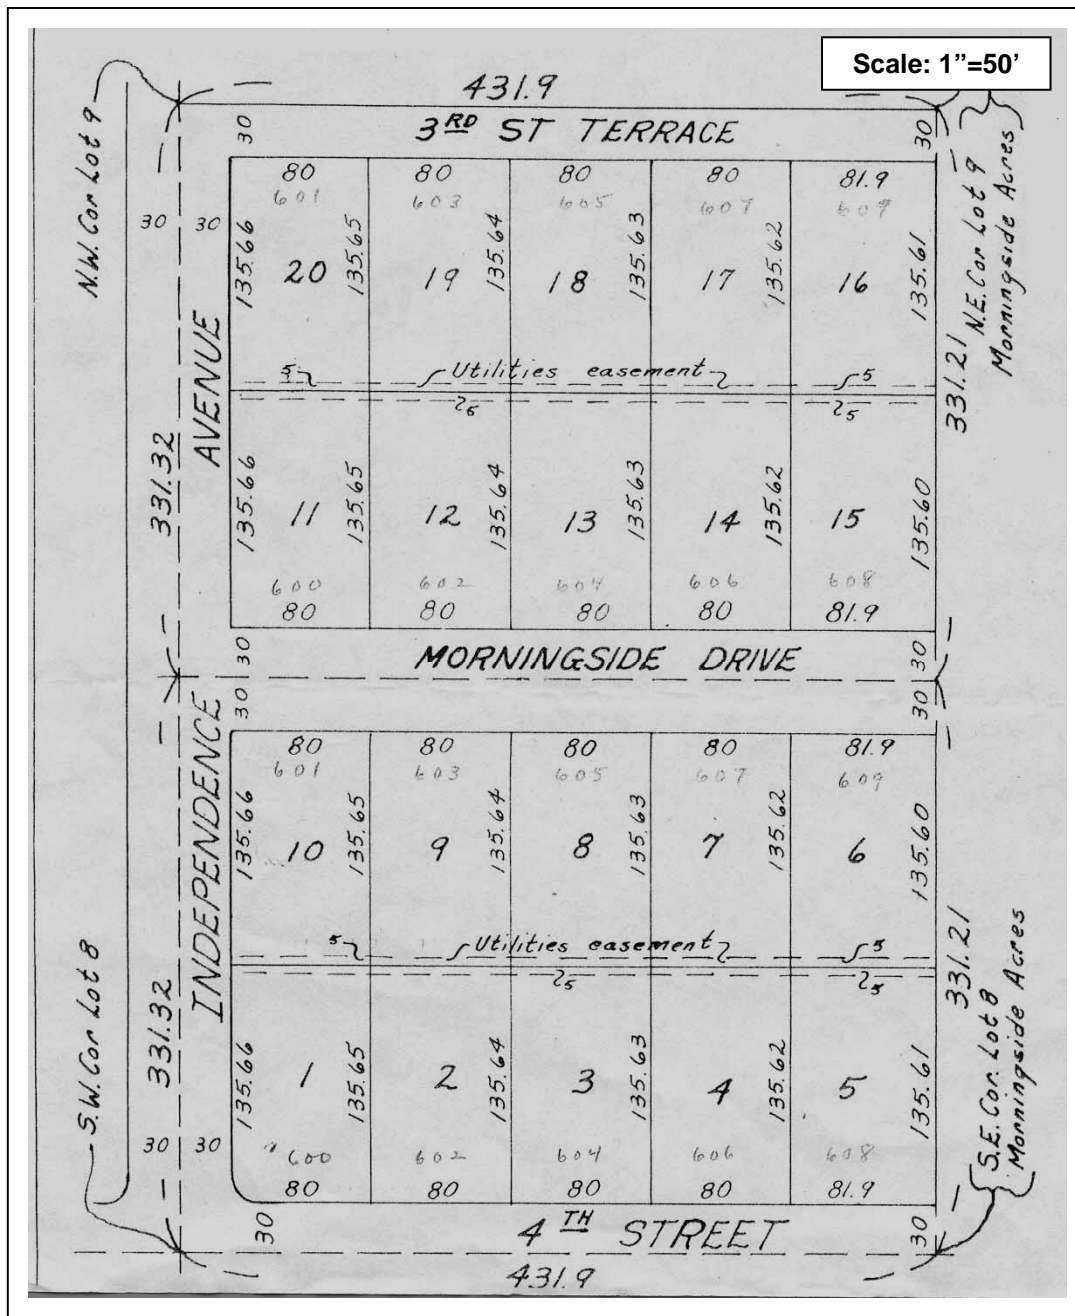 Scale: 1"=50'
431.9
3RD ST TERRACE
30 30
N.W. Cor Lot 9
N.E. Cor Lot 9
Morningside Acres
80 80 80 80 81.9
601 603 605 607 609
30 30
135.66 135.65 135.64 135.63 135.62 135.61
20 19 18 17 16
5 Utilities easement 5
5
331.32
331.21
135.66 135.65 135.64 135.63 135.62 135.60
11 12 13 14 15
600 602 604 606 608
80 80 80 80 81.9
30 30
MORNINGSIDE DRIVE
30 30
INDEPENDENCE AVENUE
80 80 80 80 81.9
601 603 605 607 609
135.66 135.65 135.64 135.63 135.62 135.60
10 9 8 7 6
5 Utilities easement 5
5 5
331.32
331.21
S.W. Cor Lot 8
S.E. Cor. Lot 8
Morningside Acres
135.66 135.65 135.64 135.63 135.62 135.61
1 2 3 4 5
30 30
600 602 604 606 608
80 80 80 80 81.9
30 30
4TH STREET
431.9